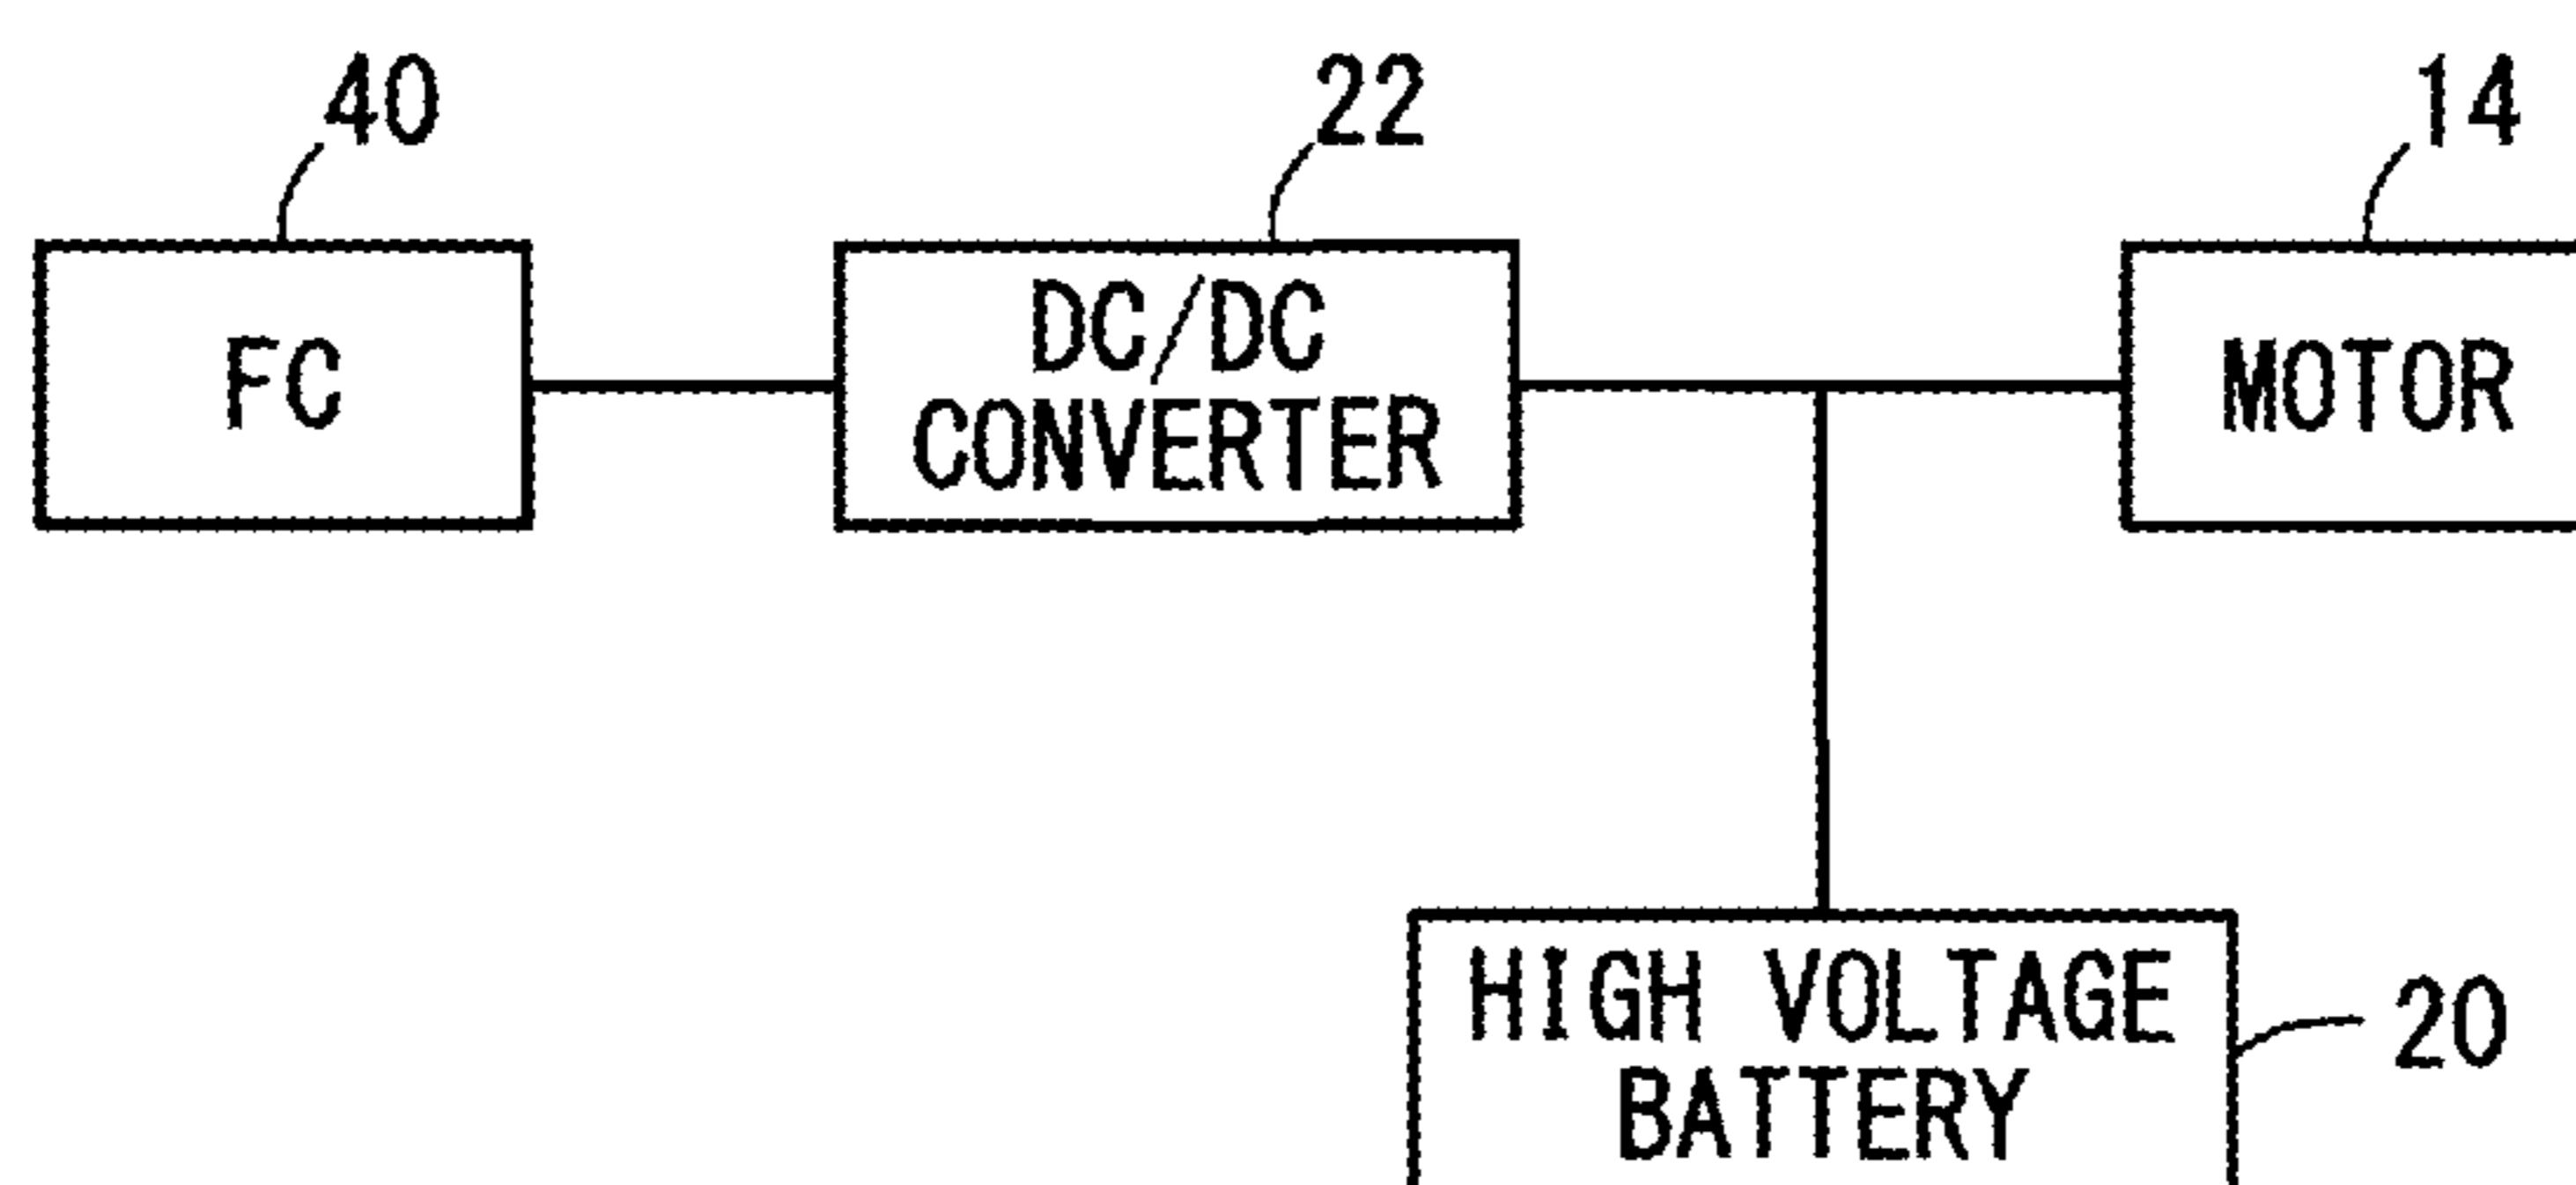 40
22
14
FC
DC/DC
CONVERTER
MOTOR
HIGH VOLTAGE
BATTERY
20